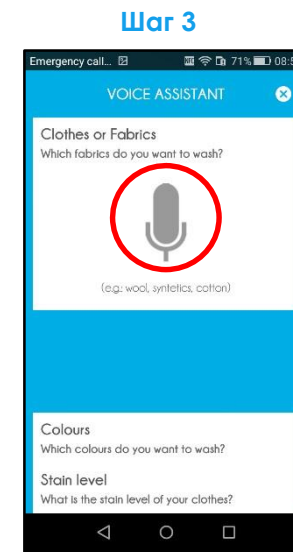 Шаг 3
Emergency call... 71% 08:5
VOICE ASSISTANT
Clothes or Fabrics
Which fabrics do you want to wash?
(e.g.: wool, syntetics, cotton)
Colours
Which colours do you want to wash?
Stain level
What is the stain level of your clothes?